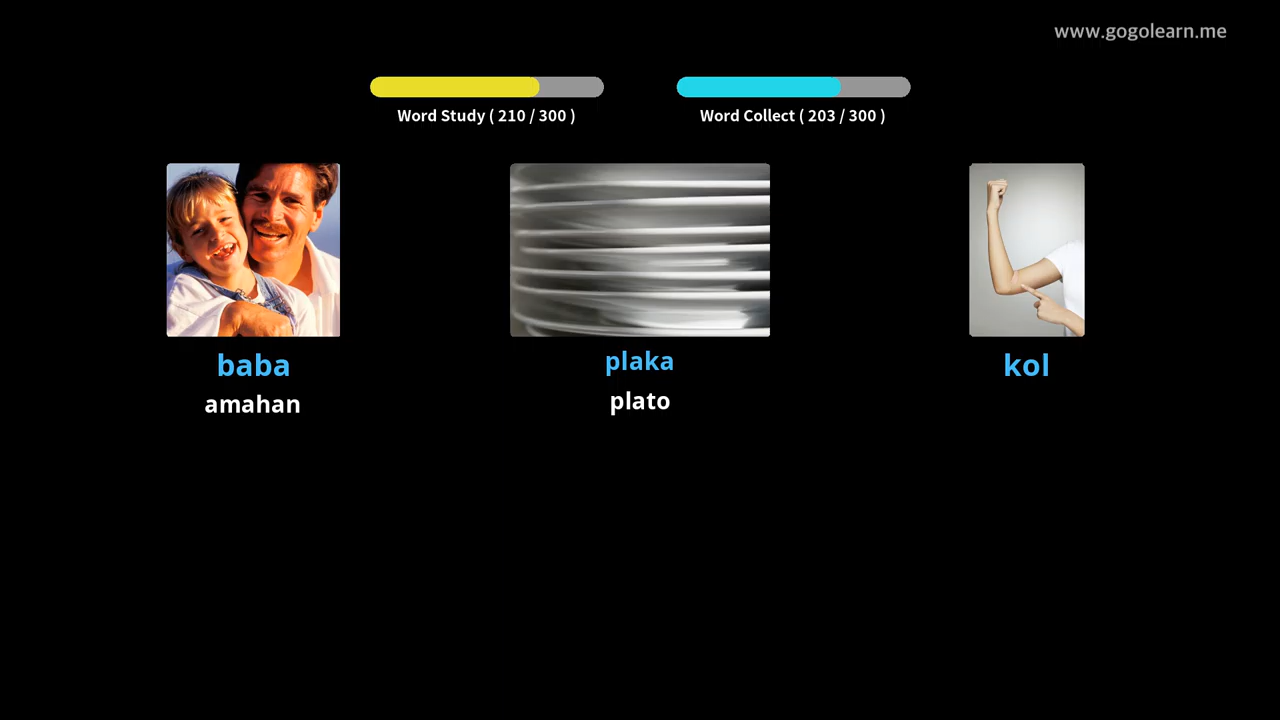 www.gogolearn.me
Word Study ( 210 / 300 )
Word Collect ( 203 / 300 )
baba
amahan
plaka
plato
kol